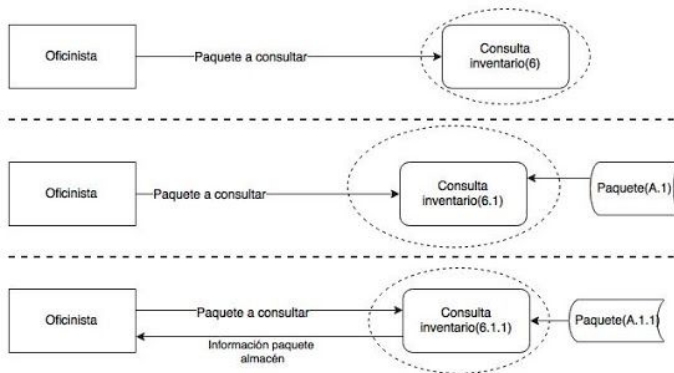 Oficinista
Paquete a consultar
Consulta
inventario(6)
Oficinista
Paquete a consultar
Consulta
inventario(6.1)
Paquete(A.1)
Oficinista
Paquete a consultar
Información paquete
almacén
Consulta
inventario(6.1.1)
Paquete(A.1.1)